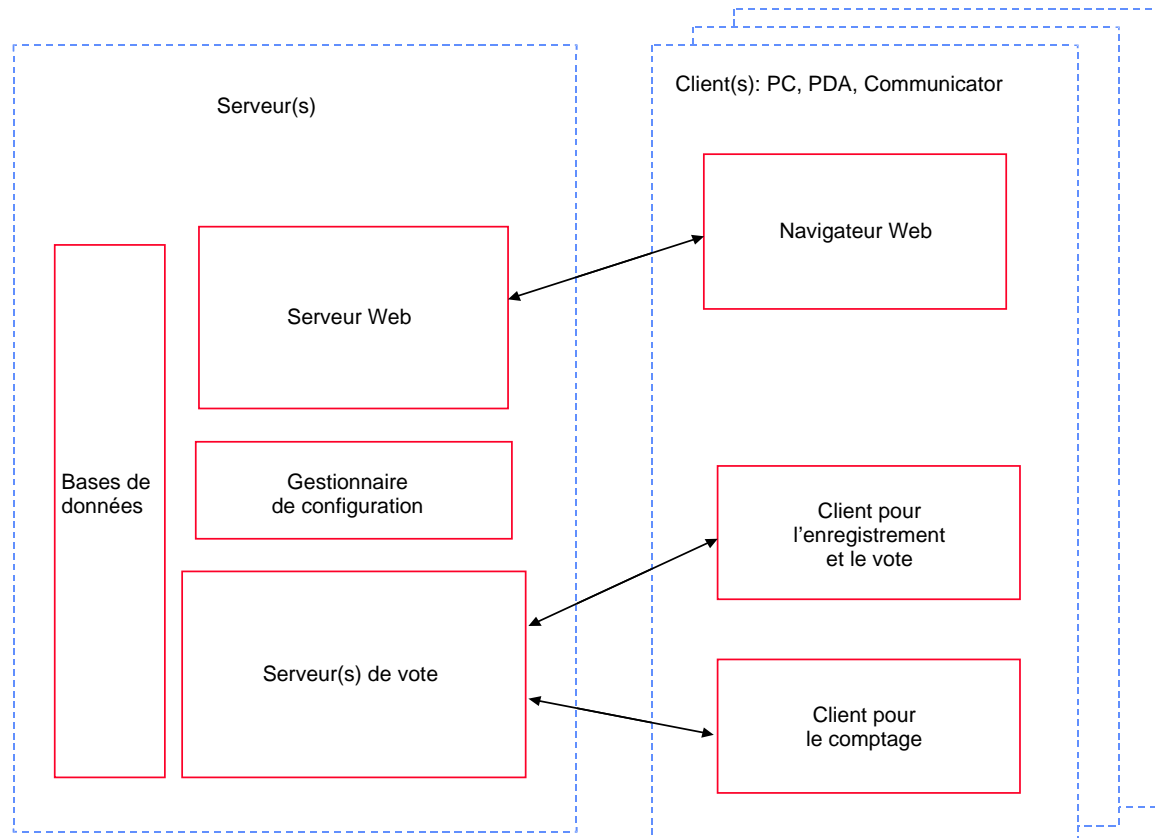 Serveur(s)
Client(s): PC, PDA, Communicator
Navigateur Web
Serveur Web
Bases de
données
Gestionnaire
de configuration
Client pour
l’enregistrement
et le vote
Serveur(s) de vote
Client pour
le comptage